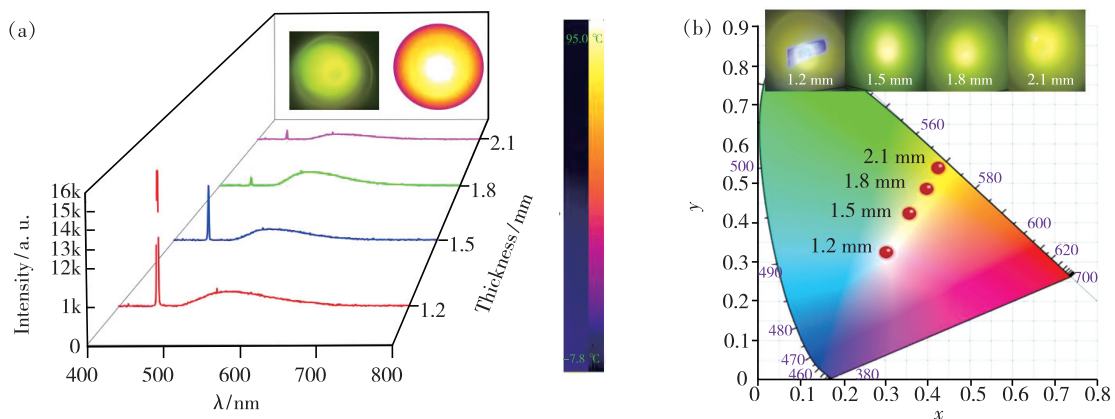 (a)
95.0 ℃
-7.8 ℃
16k
15k
14k
13k
12k
1k
0
Intensity/a. u.
400
500
600
700
800
λ/nm
2.1
1.8
1.5
1.2
Thickness/mm
(b)
0.9
0.8
0.7
0.6
0.5
0.4
0.3
0.2
0.1
0
y
1.2 mm
1.5 mm
1.8 mm
2.1 mm
560
580
600
620
700
500
490
480
470
460
380
2.1 mm
1.8 mm
1.5 mm
1.2 mm
0
0.1
0.2
0.3
0.4
0.5
0.6
0.7
0.8
x